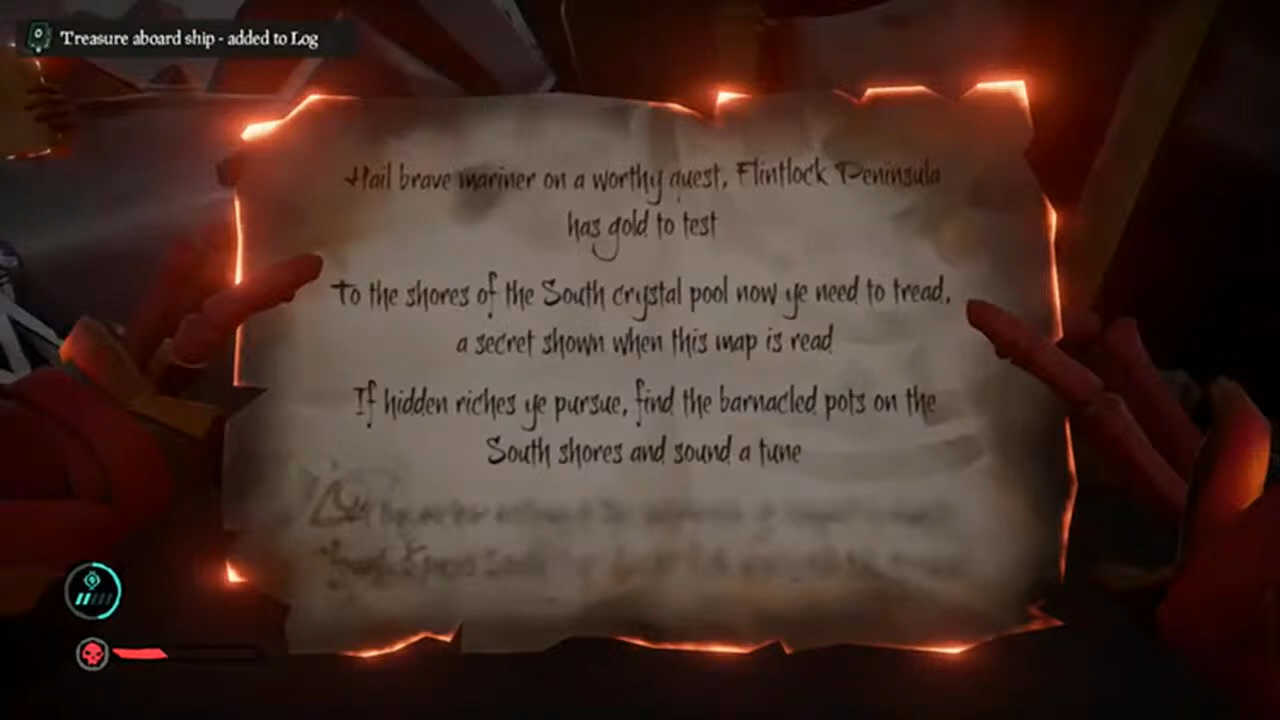 Treasure aboard ship - added to Log
Hail brave mariner on a worthy quest, Flintlock Peninsula
has gold to test
To the shores of the South crystal pool now ye need to tread,
a secret shown when this map is read
If hidden riches ye pursue, find the barnacled pots on the
South shores and sound a tune